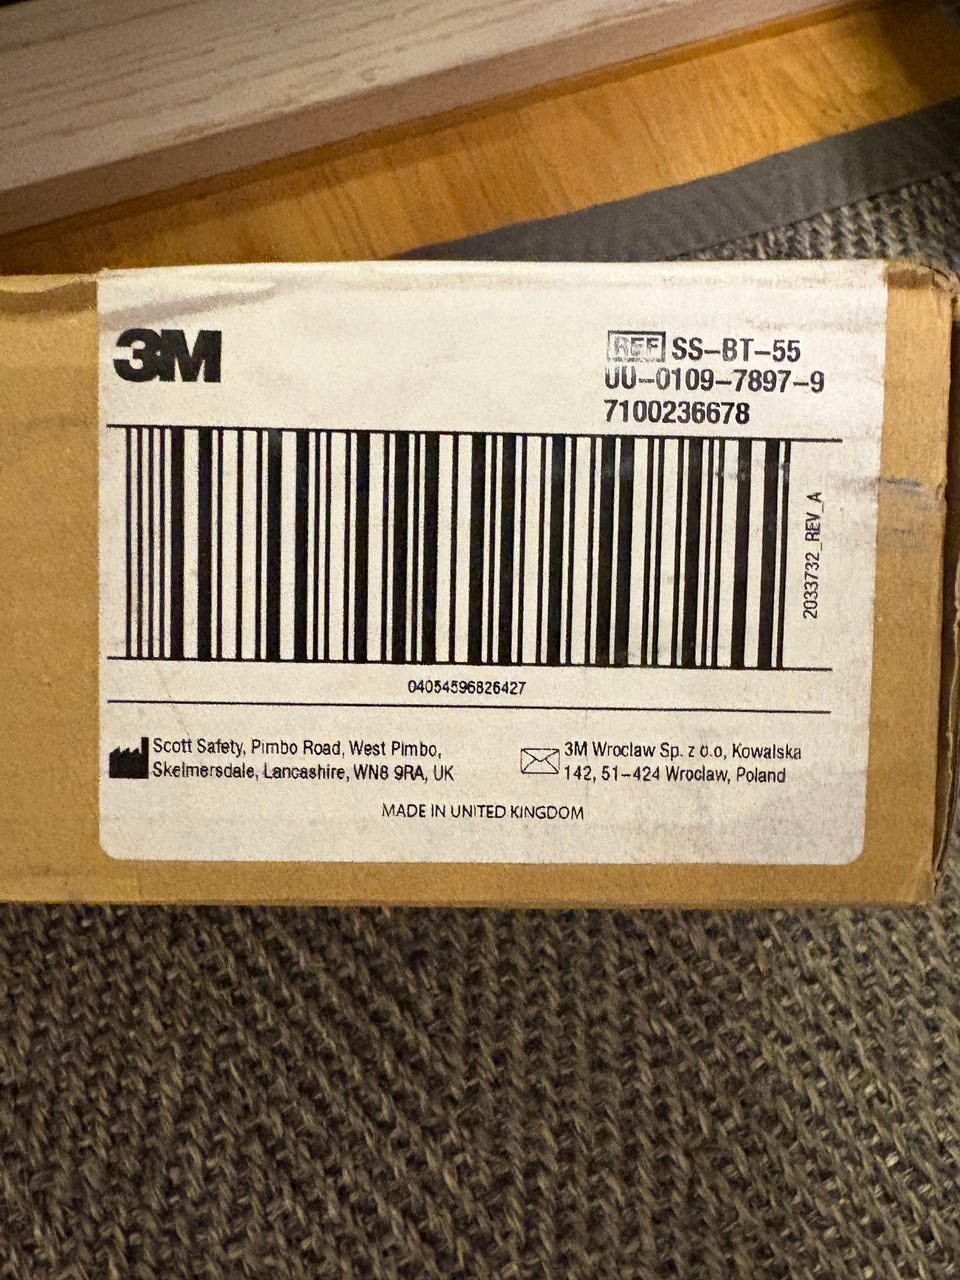 3M
REF SS-BT-55
UU-0109-7897-9
7100236678
2033732_REV_A
04054596826427
Scott Safety, Pimbo Road, West Pimbo,
Skelmersdale, Lancashire, WN8 9RA, UK
3M Wroclaw Sp. z o.o, Kowalska
142, 51-424 Wroclaw, Poland
MADE IN UNITED KINGDOM